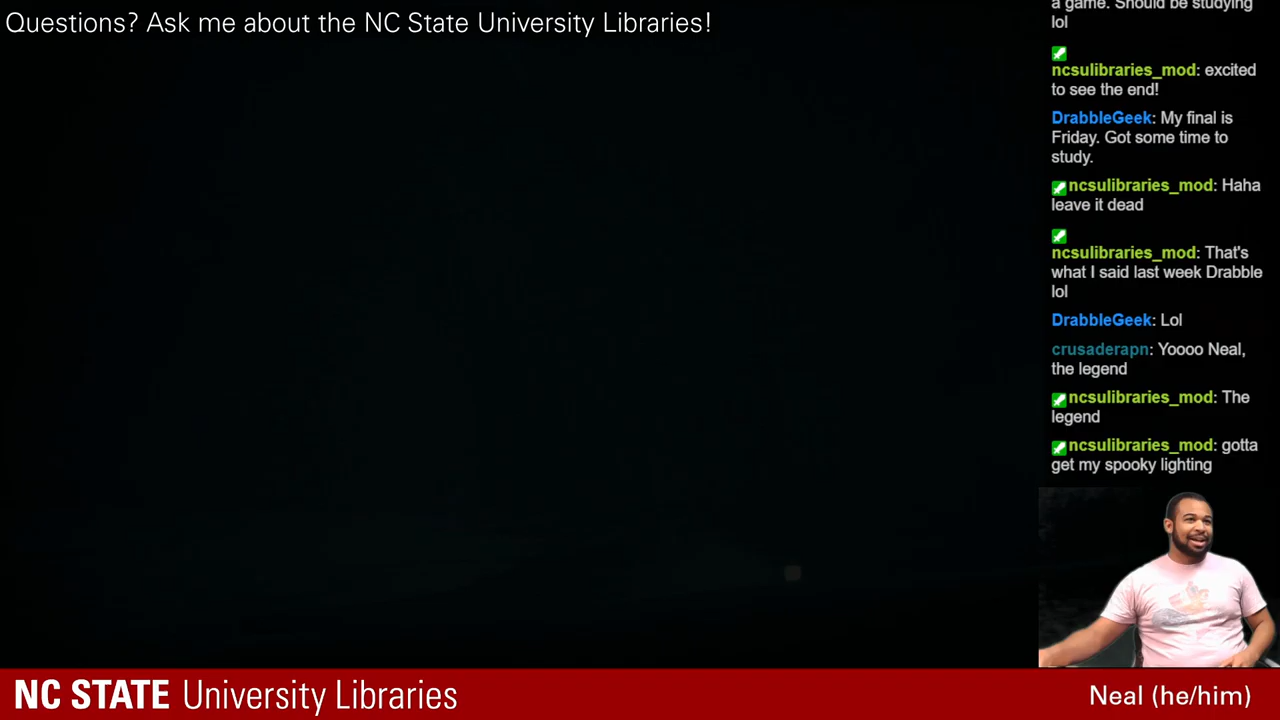 Questions? Ask me about the NC State University Libraries!
a game. Should be studying
lol
ncsulibraries_mod: excited
to see the end!
DrabbleGeek: My final is
Friday. Got some time to
study.
ncsulibraries_mod: Haha
leave it dead
ncsulibraries_mod: That's
what I said last week Drabble
lol
DrabbleGeek: Lol
crusaderapn: Yoooo Neal,
the legend
ncsulibraries_mod: The
legend
ncsulibraries_mod: gotta
get my spooky lighting
NC STATE University Libraries
Neal (he/him)